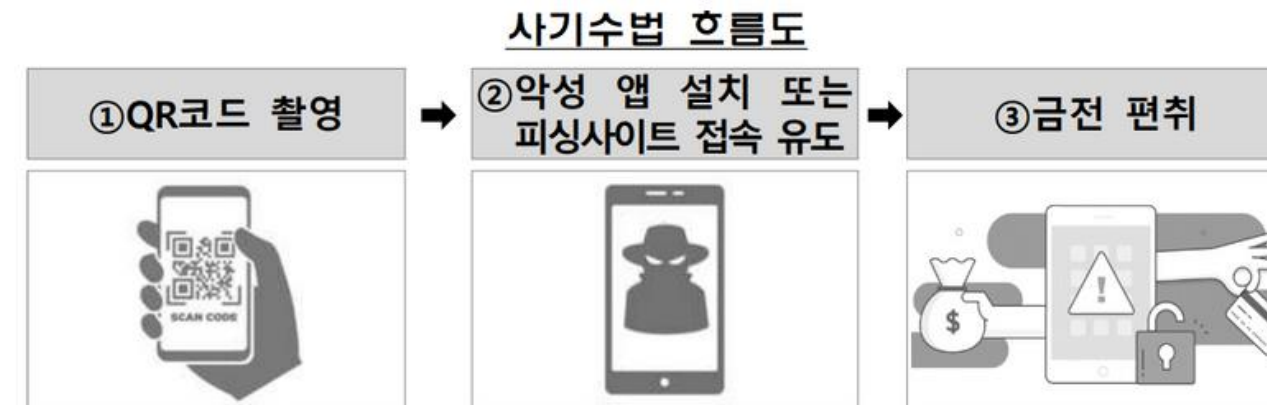 사기수법 흐름도
①QR코드 촬영
②악성 앱 설치 또는
피싱사이트 접속 유도
③금전 편취
SCAN CODE
!
$